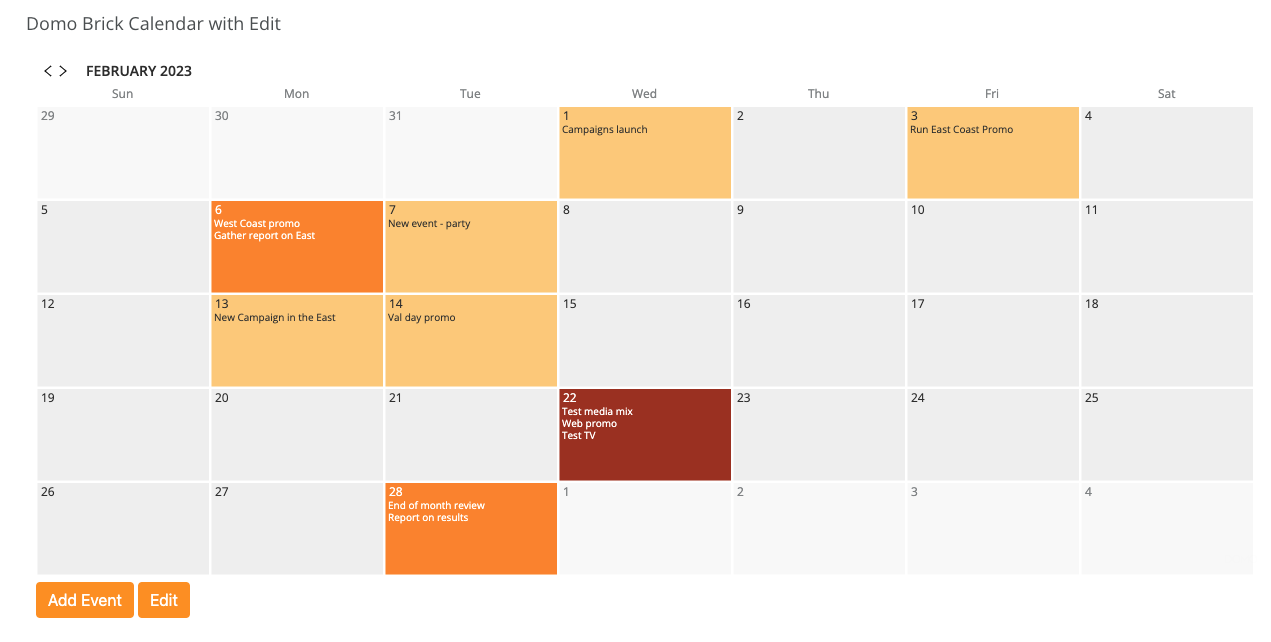 Domo Brick Calendar with Edit
< > FEBRUARY 2023
Sun Mon Tue Wed Thu Fri Sat
29 30 31 1 2 3 4
Campaigns launch Run East Coast Promo
5 6 7 8 9 10 11
West Coast promo New event - party
Gather report on East
12 13 14 15 16 17 18
New Campaign in the East Val day promo
19 20 21 22 23 24 25
Test media mix
Web promo
Test TV
26 27 28 1 2 3 4
End of month review
Report on results
Add Event Edit